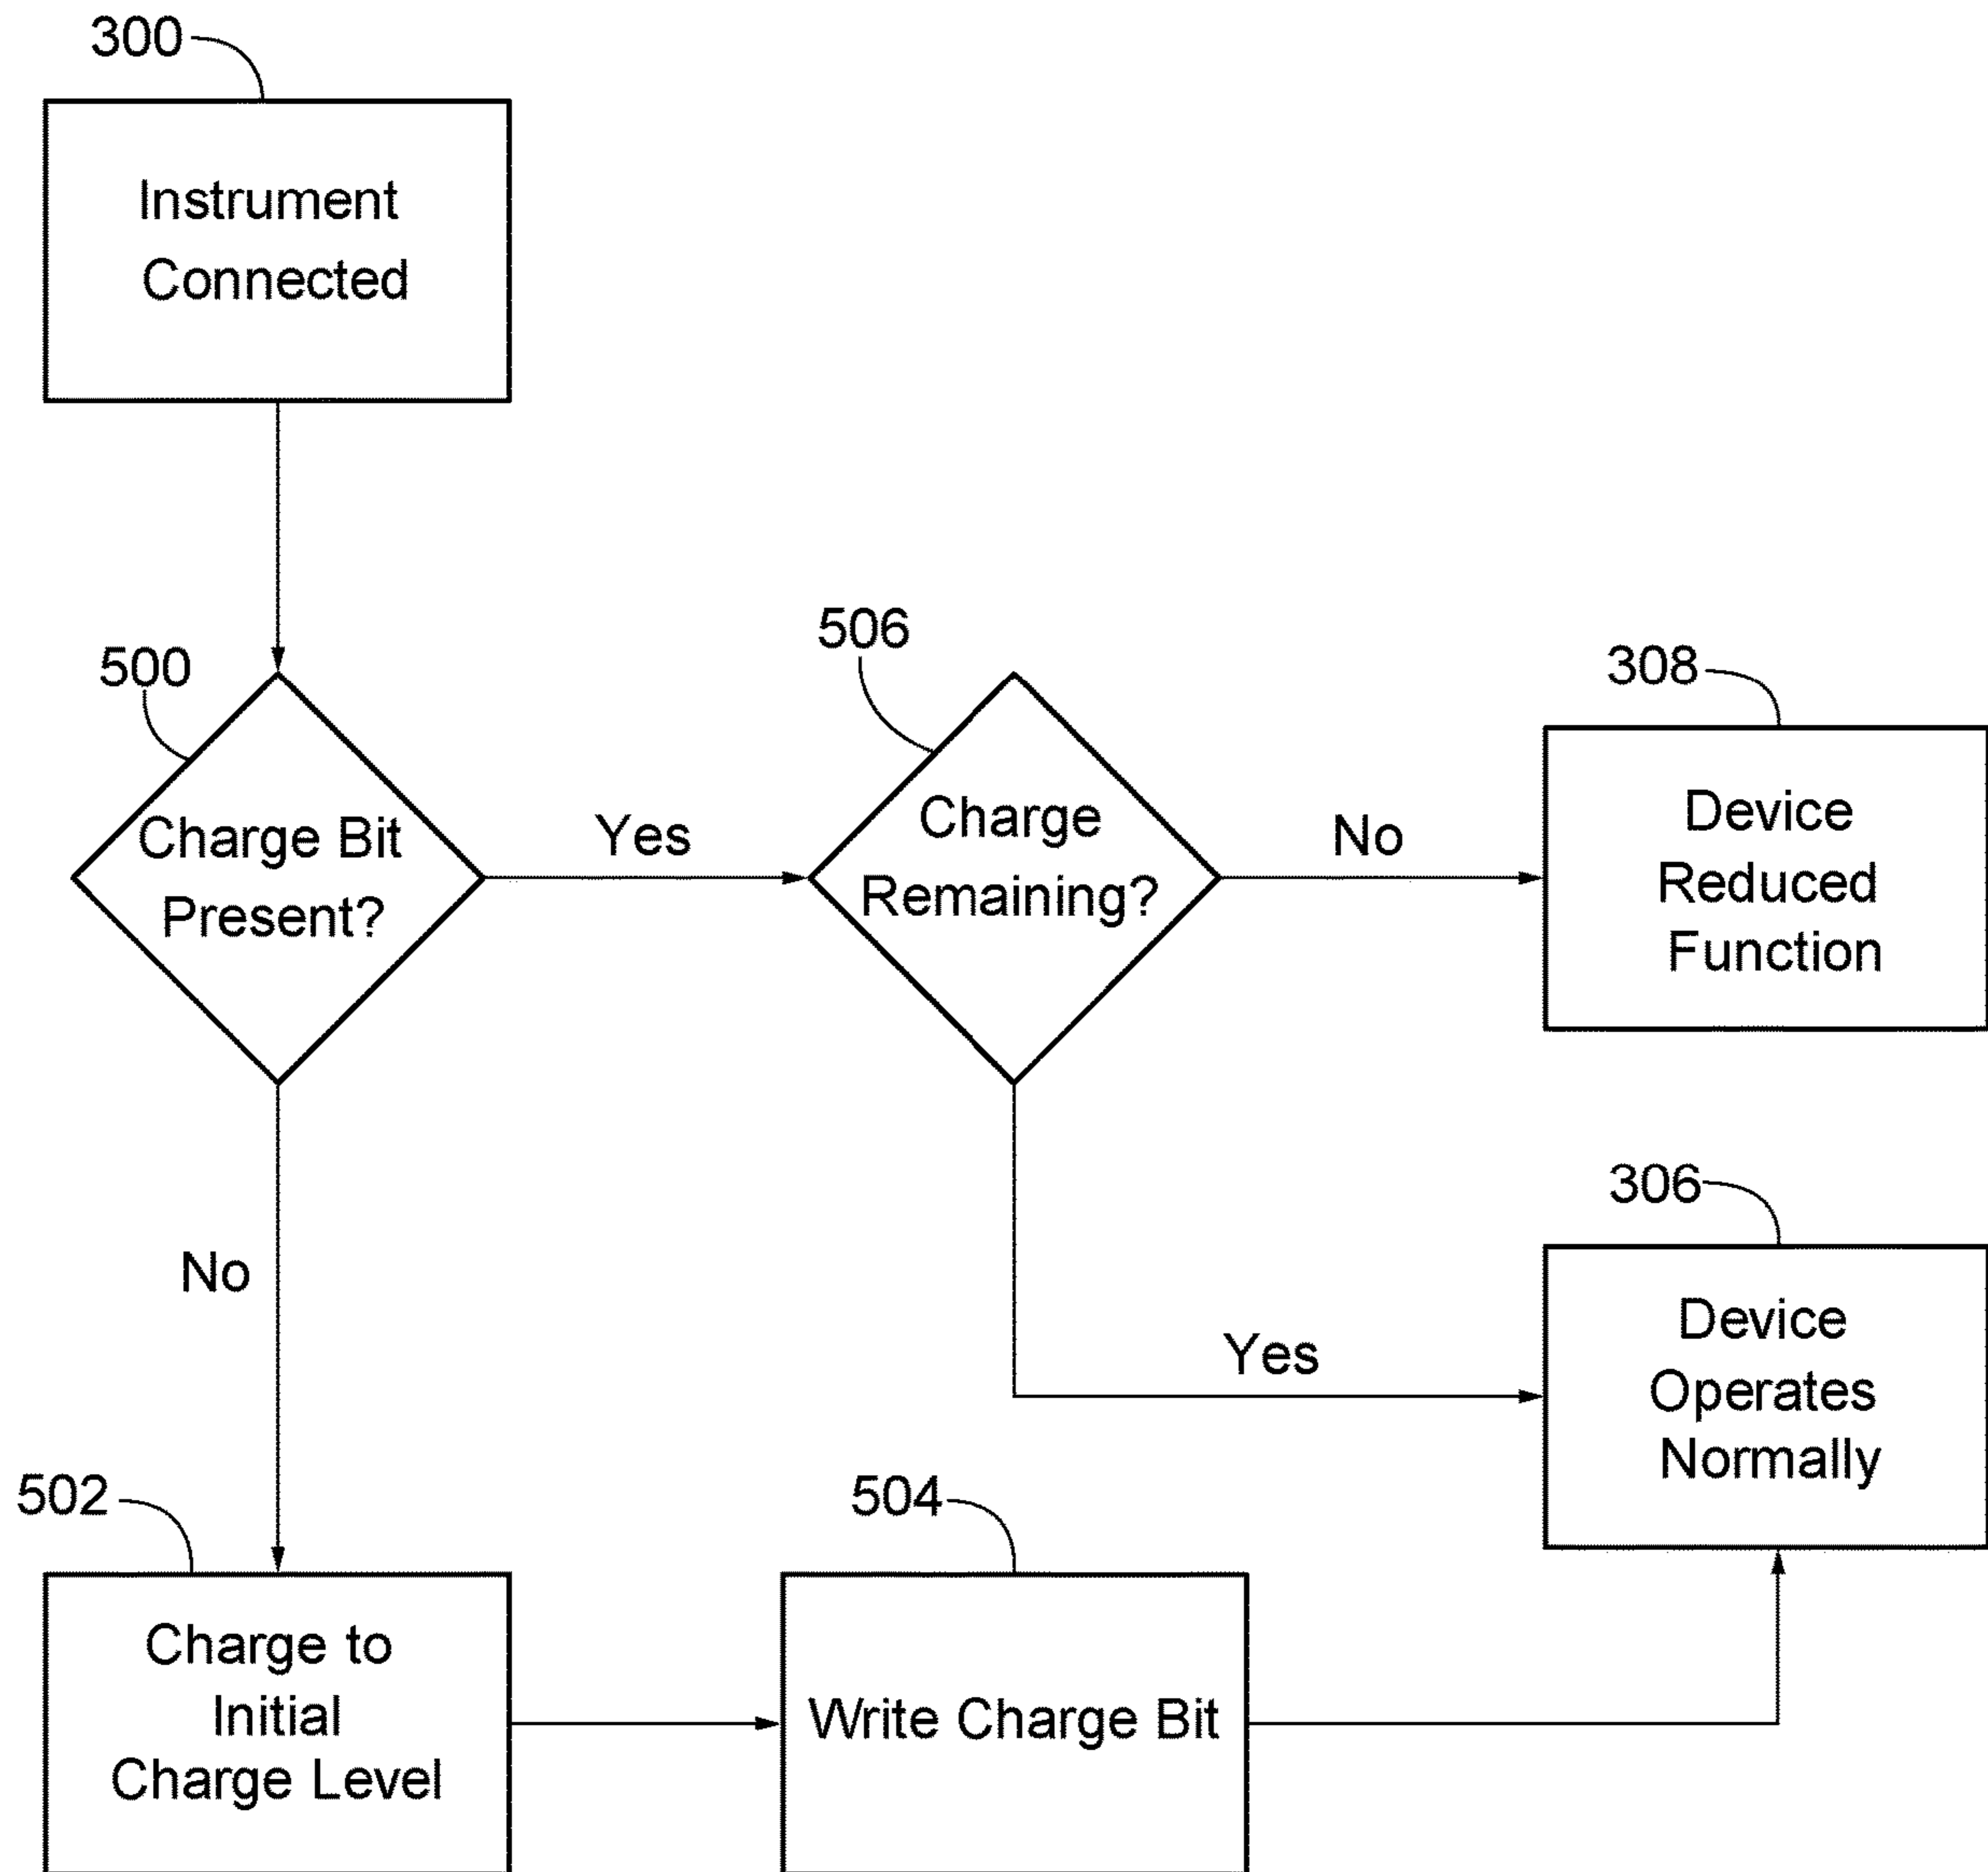 300
Instrument
Connected
500
Charge Bit
Present?
Yes
506
Charge
Remaining?
No
308
Device
Reduced
Function
No
Yes
306
Device
Operates
Normally
502
Charge to
Initial
Charge Level
504
Write Charge Bit